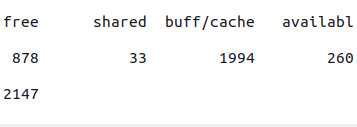 free shared buff/cache availabl
878 33 1994 260
2147